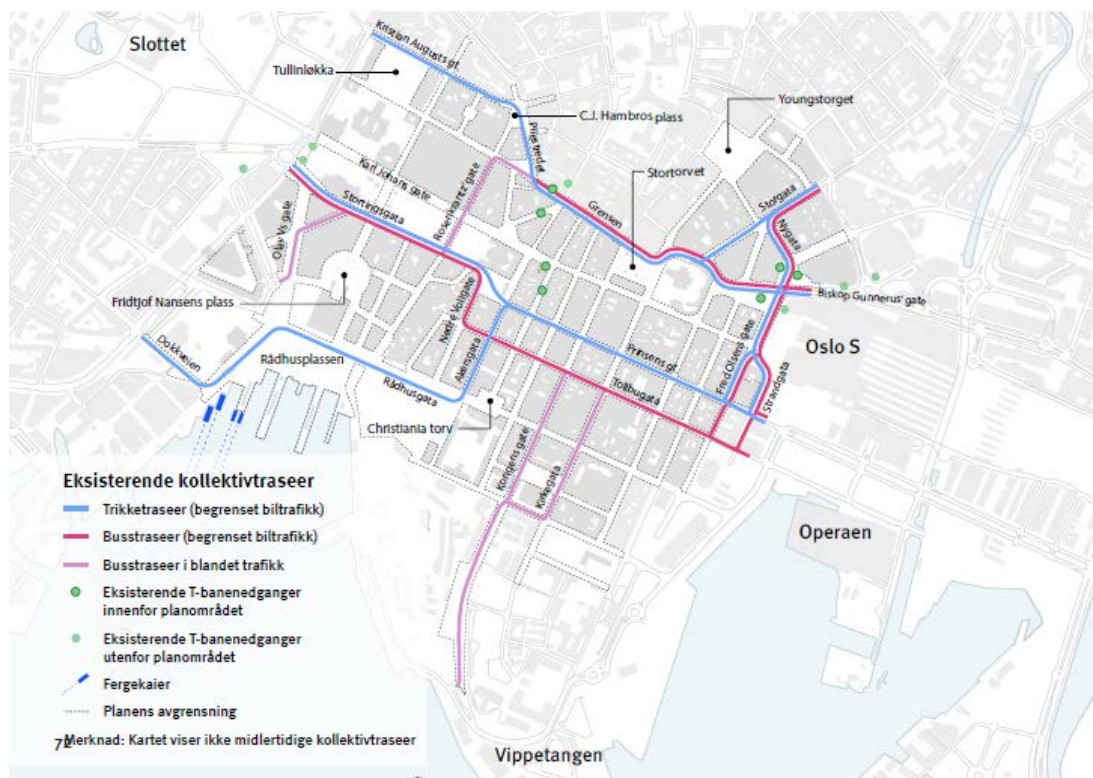 Slottet
Kristian Augusts gt.
Tullinløkka
Youngstorget
C.J. Hambros plass
Pilestredet
Stortorvet
Storgata
Karl Johans gate
Rosenkrantz' gate
Grensen
Nygata
Stortingsgata
Olav Vs gate
Biskop Gunnerus' gate
Fridtjof Nansens plass
Nedre Vollgate
Oslo S
Prinsens gt.
Fred Olsens gate
Dokkveien
Rådhusplassen
Akersgata
Tollbugata
Strandgata
Rådhusgata
Christiania torv
Kongens gate
Kirkegata
Operaen
Eksisterende kollektivtraseer
Trikketraseer (begrenset biltrafikk)
Busstraseer (begrenset biltrafikk)
Busstraseer i blandet trafikk
Eksisterende T-banenedganger
innenfor planområdet
Eksisterende T-banenedganger
utenfor planområdet
Fergekaier
Planens avgrensning
72
Merknad: Kartet viser ikke midlertidige kollektivtraseer
Vippetangen